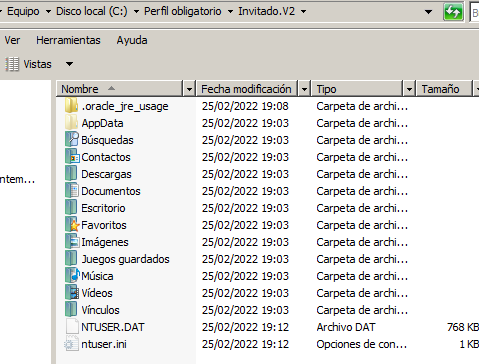 Equipo Disco local (C:) Perfil obligatorio Invitado.V2
Ver Herramientas Ayuda
Vistas
Nombre Fecha modificación Tipo Tamaño
.oracle_jre_usage 25/02/2022 19:08 Carpeta de archi...
AppData 25/02/2022 19:03 Carpeta de archi...
Búsquedas 25/02/2022 19:03 Carpeta de archi...
Contactos 25/02/2022 19:03 Carpeta de archi...
Descargas 25/02/2022 19:03 Carpeta de archi...
ntem... Documentos 25/02/2022 19:03 Carpeta de archi...
Escritorio 25/02/2022 19:03 Carpeta de archi...
Favoritos 25/02/2022 19:03 Carpeta de archi...
Imágenes 25/02/2022 19:03 Carpeta de archi...
Juegos guardados 25/02/2022 19:03 Carpeta de archi...
Música 25/02/2022 19:03 Carpeta de archi...
Vídeos 25/02/2022 19:03 Carpeta de archi...
Vínculos 25/02/2022 19:03 Carpeta de archi...
NTUSER.DAT 25/02/2022 19:12 Archivo DAT 768 KB
ntuser.ini 25/02/2022 19:12 Opciones de con... 1 KB